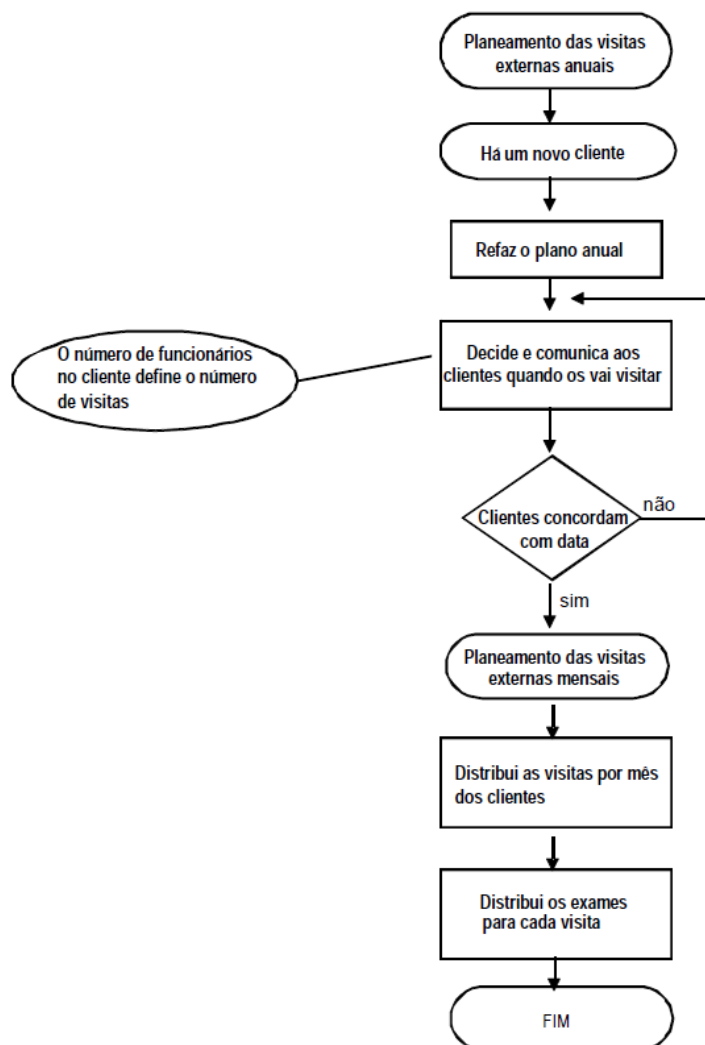 Planeamento das visitas
externas anuais
Há um novo cliente
Refaz o plano anual
O número de funcionários
no cliente define o número
de visitas
Decide e comunica aos
clientes quando os vai visitar
Clientes concordam
com data
não
sim
Planeamento das visitas
externas mensais
Distribui as visitas por mês
dos clientes
Distribui os exames
para cada visita
FIM